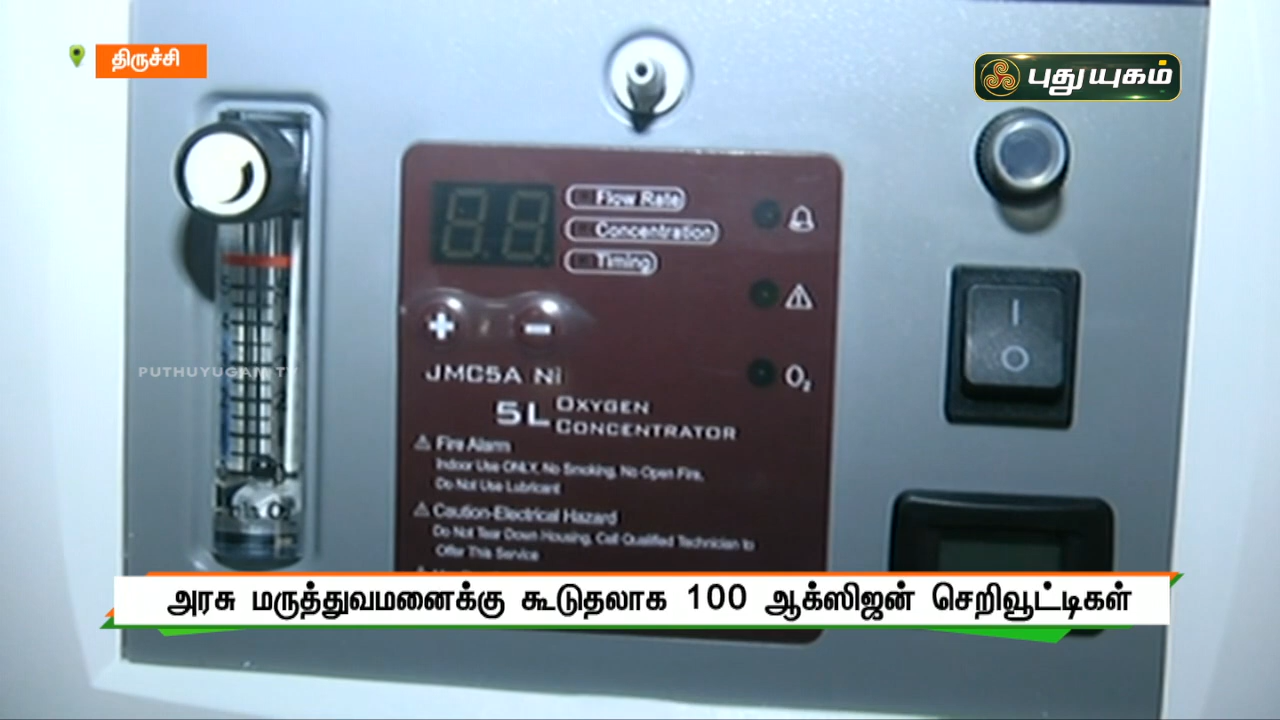 திருச்சி
புதுயுகம்
88
Flow Rate
Concentration
Timing
+ -
PUTHUYUGAM TV
JMC5A Ni
O₂
5L OXYGEN
CONCENTRATOR
Fire Alarm
Indoor Use ONLY, No Smoking, No Open Fire,
Do Not Use Lubricant
Caution-Electrical Hazard
Do Not Tear Down Housing, Call Qualified Technician to
Offer This Service
அரசு மருத்துவமனைக்கு கூடுதலாக 100 ஆக்ஸிஜன் செறிவூட்டிகள்